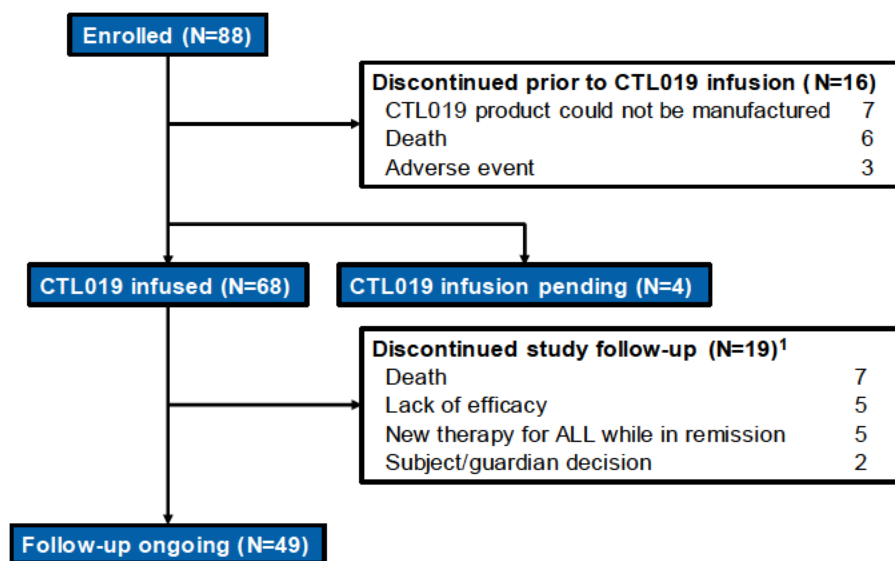 Enrolled (N=88)
Discontinued prior to CTL019 infusion (N=16)
CTL019 product could not be manufactured 7
Death 6
Adverse event 3
CTL019 infused (N=68)
CTL019 infusion pending (N=4)
Discontinued study follow-up (N=19)¹
Death 7
Lack of efficacy 5
New therapy for ALL while in remission 5
Subject/guardian decision 2
Follow-up ongoing (N=49)